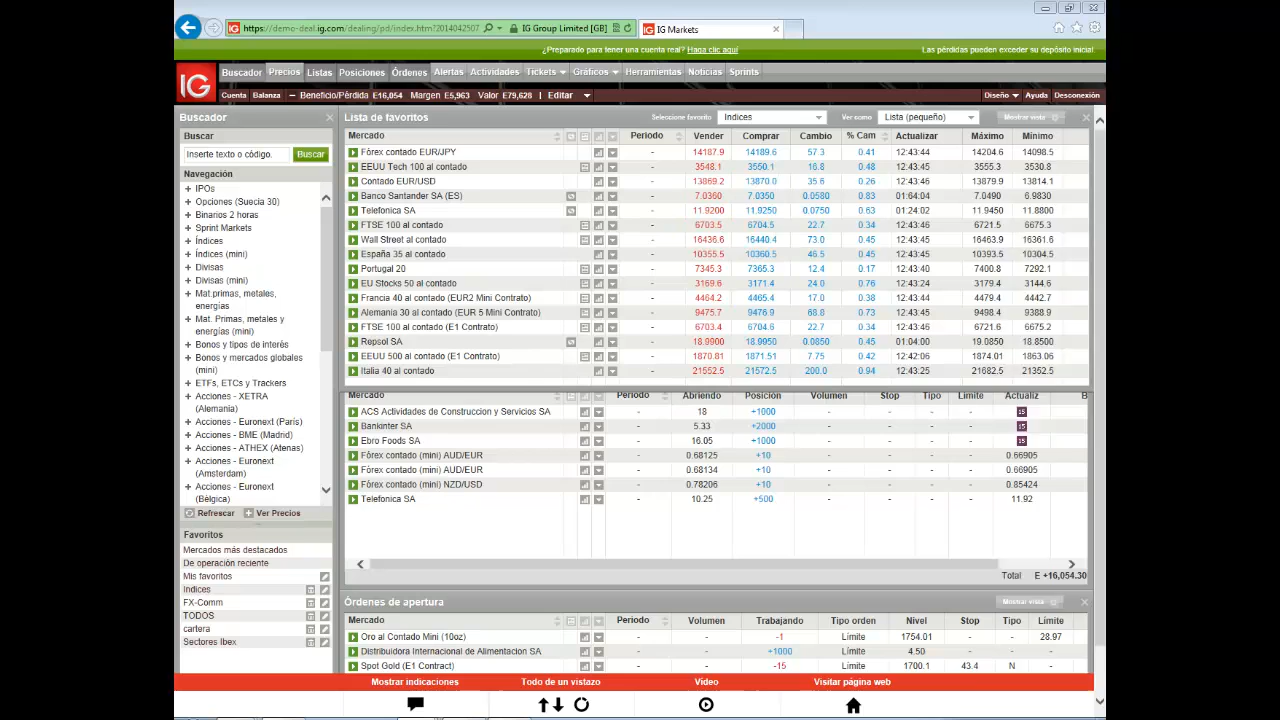 https://demo-deal.ig.com/dealing/pd/index.htm?2014042507 IG Group Limited [GB] IG Markets
¿Preparado para tener una cuenta real? Haga clic aquí Las pérdidas pueden exceder su depósito inicial.
IG Buscador Precios Listas Posiciones Órdenes Alertas Actividades Tickets Gráficos Herramientas Noticias Sprints
Cuenta Balanza – Beneficio/Pérdida E16,054 Margen E5,963 Valor E79,628 | Editar Diseño Ayuda Desconexión
Buscador
Buscar
Inserte texto o código. Buscar
Navegación
+ IPOs
+ Opciones (Suecia 30)
+ Binarios 2 horas
+ Sprint Markets
+ Índices
+ Índices (mini)
+ Divisas
+ Divisas (mini)
+ Mat.primas, metales,
energías
+ Mat. Primas, metales y
energías (mini)
+ Bonos y tipos de interés
+ Bonos y mercados globales
(mini)
+ ETFs, ETCs y Trackers
+ Acciones - XETRA
(Alemania)
+ Acciones - Euronext (París)
+ Acciones - BME (Madrid)
+ Acciones - ATHEX (Atenas)
+ Acciones - Euronext
(Amsterdam)
+ Acciones - Euronext
(Bélgica)
Refrescar Ver Precios
Favoritos
Mercados más destacados
De operación reciente
Mis favoritos
Indices
FX-Comm
TODOS
cartera
Sectores Ibex
Lista de favoritos Seleccione favorito Indices Ver como Lista (pequeño) Mostrar vista
Mercado Periodo Vender Comprar Cambio % Cam Actualizar Máximo Mínimo
Fórex contado EUR/JPY - 14187.9 14189.6 57.3 0.41 12:43:44 14204.6 14098.5
EEUU Tech 100 al contado - 3548.1 3550.1 16.8 0.48 12:43:45 3555.3 3530.8
Contado EUR/USD - 13869.2 13870.0 35.6 0.26 12:43:46 13879.9 13814.1
Banco Santander SA (ES) - 7.0360 7.0350 0.0580 0.83 01:64:04 7.0490 6.9830
Telefonica SA - 11.9200 11.9250 0.0750 0.63 01:24:02 11.9450 11.8800
FTSE 100 al contado - 6703.5 6704.5 22.7 0.34 12:43:46 6721.5 6675.3
Wall Street al contado - 16436.6 16440.4 73.0 0.45 12:43:45 16463.9 16361.6
España 35 al contado - 10355.5 10360.5 46.5 0.45 12:43:45 10393.5 10304.5
Portugal 20 - 7345.3 7365.3 12.4 0.17 12:43:40 7400.8 7292.1
EU Stocks 50 al contado - 3169.6 3171.4 24.0 0.76 12:43:24 3179.4 3144.6
Francia 40 al contado (EUR2 Mini Contrato) - 4464.2 4465.4 17.0 0.38 12:43:44 4479.4 4442.7
Alemania 30 al contado (EUR 5 Mini Contrato) - 9475.7 9476.9 68.8 0.73 12:43:46 9498.4 9388.9
FTSE 100 al contado (E1 Contrato) - 6703.4 6704.6 22.7 0.34 12:43:46 6721.6 6675.2
Repsol SA - 18.9900 18.9950 0.0850 0.45 01:04:00 19.0850 18.8500
EEUU 500 al contado (E1 Contrato) - 1870.81 1871.51 7.75 0.42 12:42:06 1874.01 1863.06
Italia 40 al contado - 21552.5 21572.5 200.0 0.94 12:43:25 21682.5 21352.5
Mercado Periodo Abriendo Posición Volumen Stop Tipo Límite Actualiz B
ACS Actividades de Construccion y Servicios SA - 18 +1000 - - - - 15
Bankinter SA - 5.33 +2000 - - - - 15
Ebro Foods SA - 16.05 +1000 - - - - 15
Fórex contado (mini) AUD/EUR - 0.68125 +10 - - - - 0.66905
Fórex contado (mini) AUD/EUR - 0.68134 +10 - - - - 0.66905
Fórex contado (mini) NZD/USD - 0.78206 +10 - - - - 0.85424
Telefonica SA - 10.25 +500 - - - - 11.92
Total E +16,054.30
Órdenes de apertura Mostrar vista
Mercado Periodo Volumen Trabajando Tipo orden Nivel Stop Tipo Límite
Oro al Contado Mini (10oz) - - -1 Límite 1754.01 - - 28.97
Distribuidora Internacional de Alimentacion SA - - +1000 Límite 4.50 - - -
Spot Gold (E1 Contract) - - -15 Límite 1700.1 43.4 N -
Mostrar indicaciones Todo de un vistazo Vídeo Visitar página web